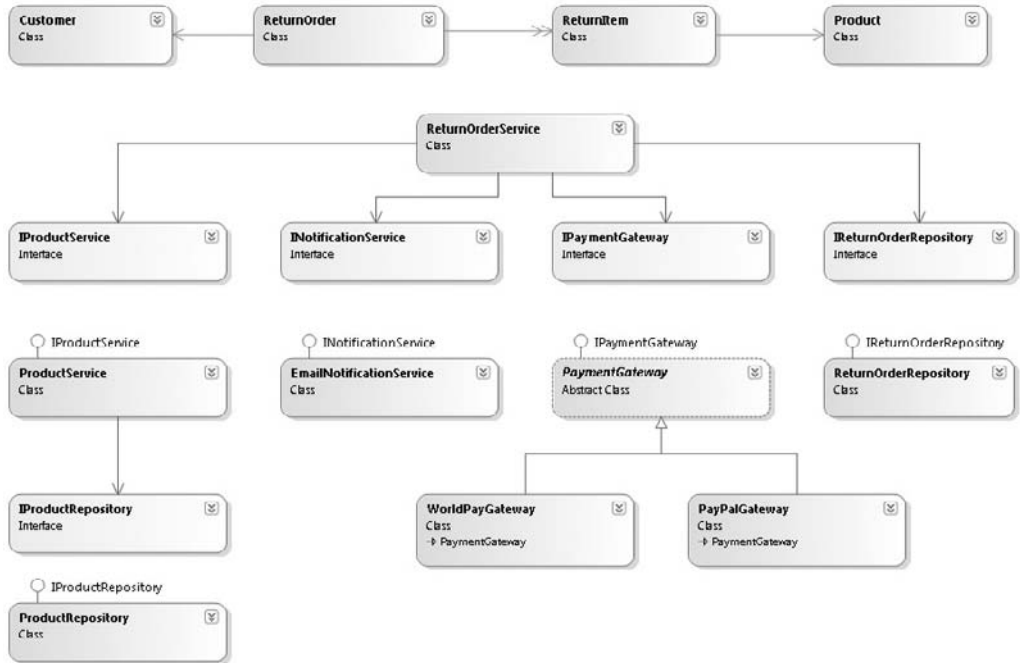 Customer
Class
ReturnOrder
Class
ReturnItem
Class
Product
Class
ReturnOrderService
Class
IProductService
Interface
INotificationService
Interface
IPaymentGateway
Interface
IReturnOrderRepository
Interface
IProductService
ProductService
Class
INotificationService
EmailNotificationService
Class
IPaymentGateway
PaymentGateway
Abstract Class
IReturnOrderRepository
ReturnOrderRepository
Class
IProductRepository
Interface
WorldPayGateway
Class
PaymentGateway
PayPalGateway
Class
PaymentGateway
IProductRepository
ProductRepository
Class